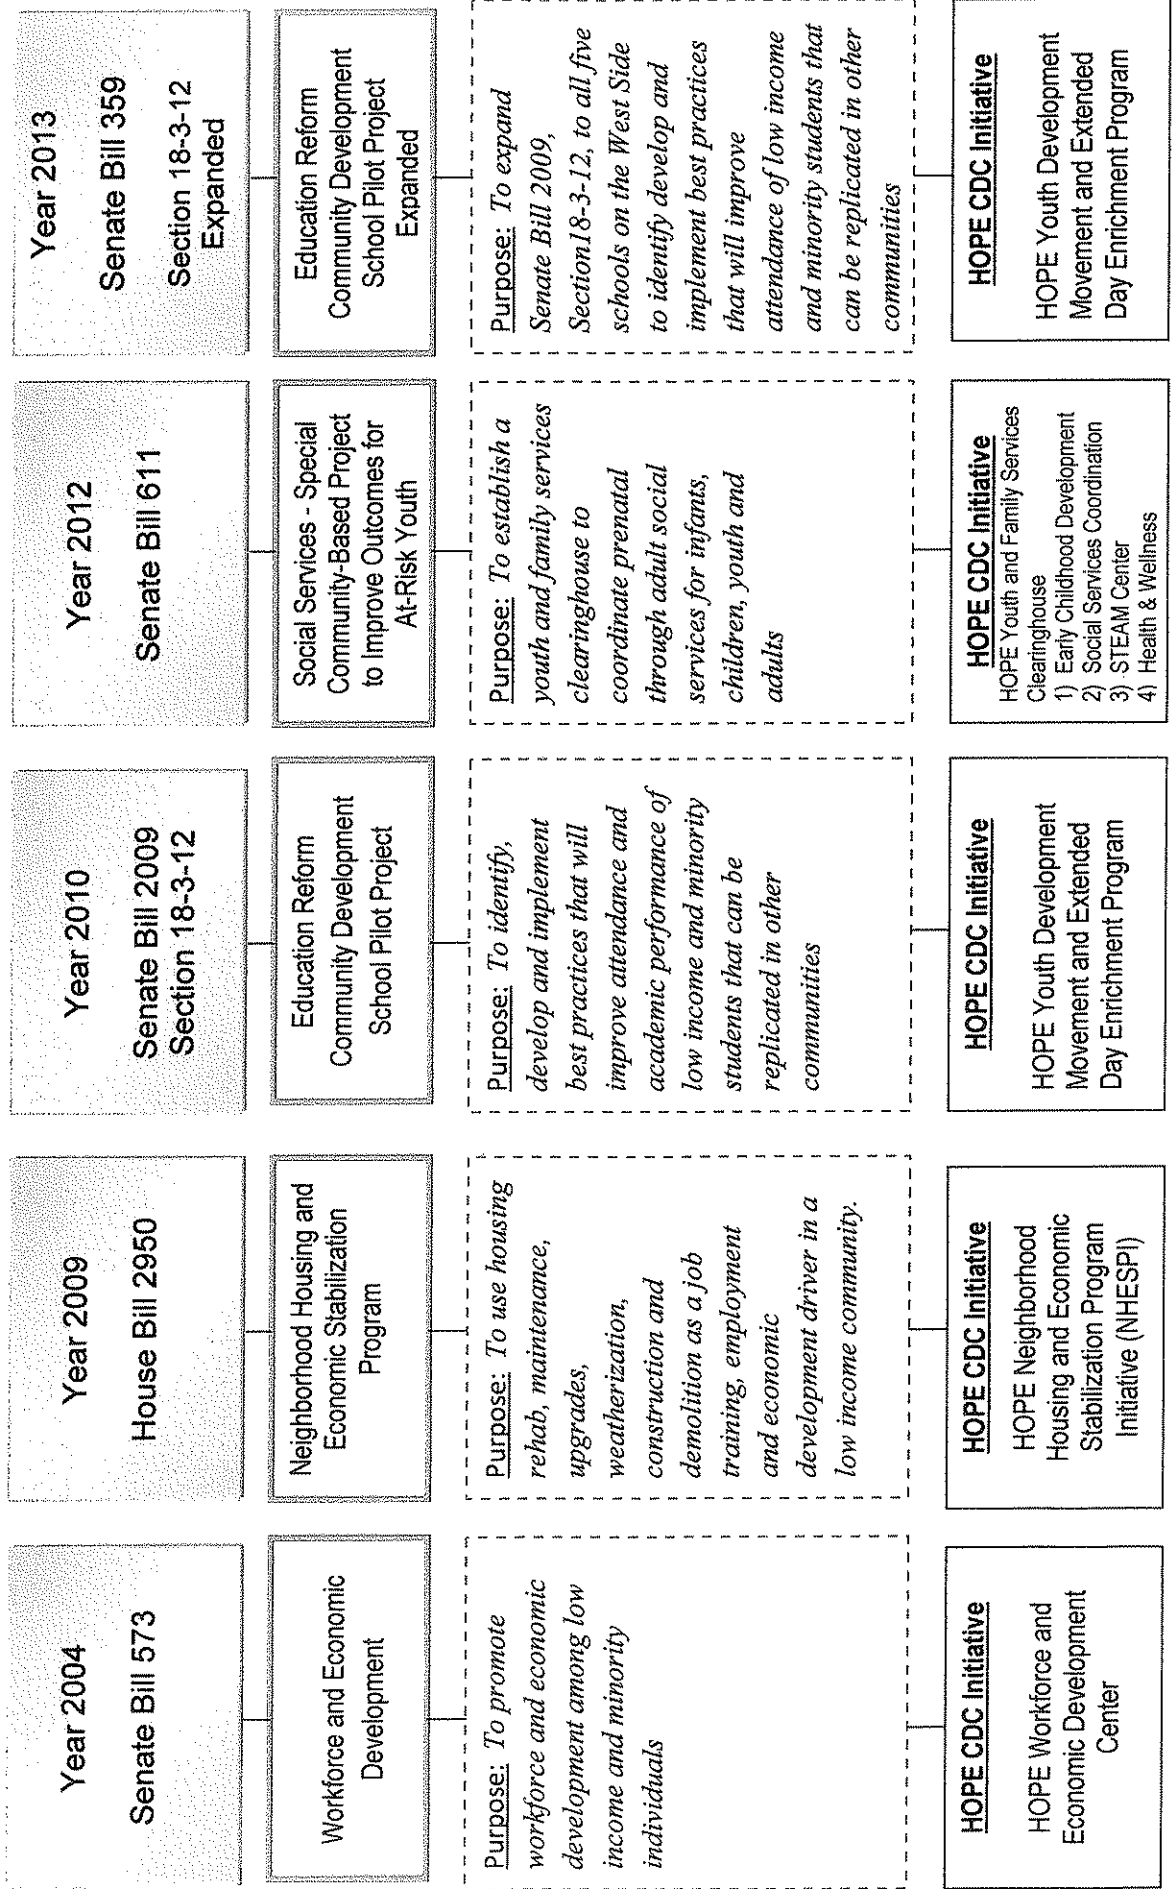 Year 2004
Senate Bill 573
Workforce and Economic
Development
Purpose: To promote
workforce and economic
development among low
income and minority
individuals
HOPE CDC Initiative
HOPE Workforce and
Economic Development
Center
Year 2009
House Bill 2950
Neighborhood Housing and
Economic Stabilization
Program
Purpose: To use housing
rehab, maintenance,
upgrades,
weatherization,
construction and
demolition as a job
training, employment
and economic
development driver in a
low income community.
HOPE CDC Initiative
HOPE Neighborhood
Housing and Economic
Stabilization Program
Initiative (NHESPI)
Year 2010
Senate Bill 2009
Section 18-3-12
Education Reform
Community Development
School Pilot Project
Purpose: To identify,
develop and implement
best practices that will
improve attendance and
academic performance of
low income and minority
students that can be
replicated in other
communities
HOPE CDC Initiative
HOPE Youth Development
Movement and Extended
Day Enrichment Program
Year 2012
Senate Bill 611
Social Services - Special
Community-Based Project
to Improve Outcomes for
At-Risk Youth
Purpose: To establish a
youth and family services
clearinghouse to
coordinate prenatal
through adult social
services for infants,
children, youth and
adults
HOPE CDC Initiative
HOPE Youth and Family Services
Clearinghouse
1) Early Childhood Development
2) Social Services Coordination
3) STEAM Center
4) Health & Wellness
Year 2013
Senate Bill 359
Section 18-3-12
Expanded
Education Reform
Community Development
School Pilot Project
Expanded
Purpose: To expand
Senate Bill 2009,
Section18-3-12, to all five
schools on the West Side
to identify develop and
implement best practices
that will improve
attendance of low income
and minority students that
can be replicated in other
communities
HOPE CDC Initiative
HOPE Youth Development
Movement and Extended
Day Enrichment Program